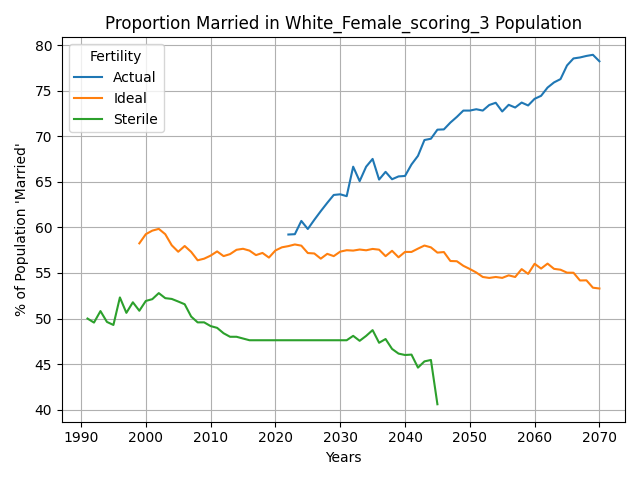 Proportion Married in White_Female_scoring_3 Population
Fertility
Actual
Ideal
Sterile
% of Population 'Married'
80
75
70
65
60
55
50
45
40
1990
2000
2010
2020
2030
2040
2050
2060
2070
Years